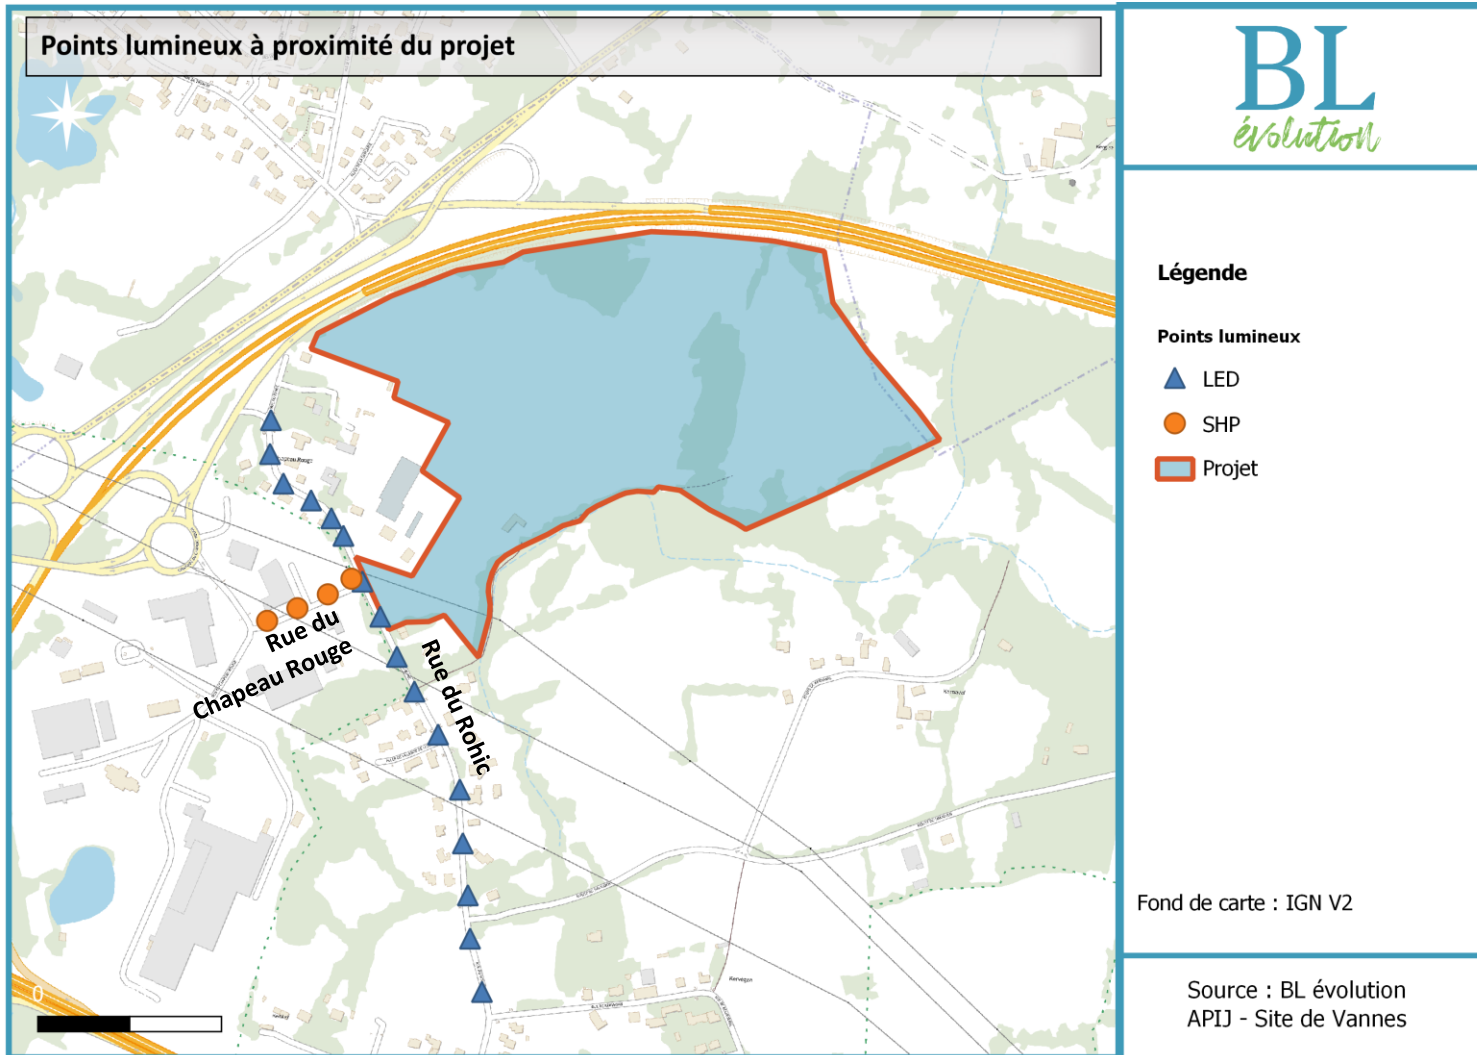 Points lumineux à proximité du projet
BL
évolution
Légende
Points lumineux
LED
SHP
Projet
Rue du
Chapeau Rouge
Rue du Rohic
0
Fond de carte : IGN V2
Source : BL évolution
APIJ - Site de Vannes